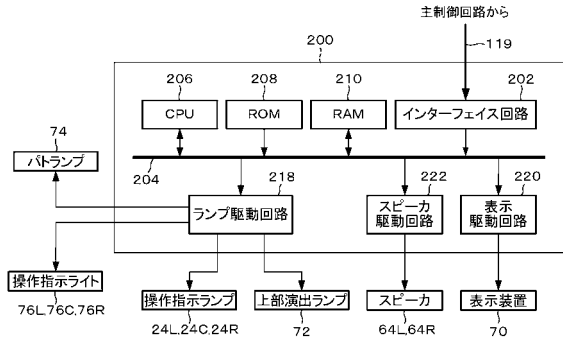 主制御回路から
119
200
206
208
210
202
CPU
ROM
RAM
インターフェイス回路
74
パトランプ
204
218
222
220
ランプ駆動回路
スピーカ
駆動回路
表示
駆動回路
操作指示ライト
操作指示ランプ
上部演出ランプ
スピーカ
表示装置
76L,76C,76R
24L,24C,24R
72
64L,64R
70